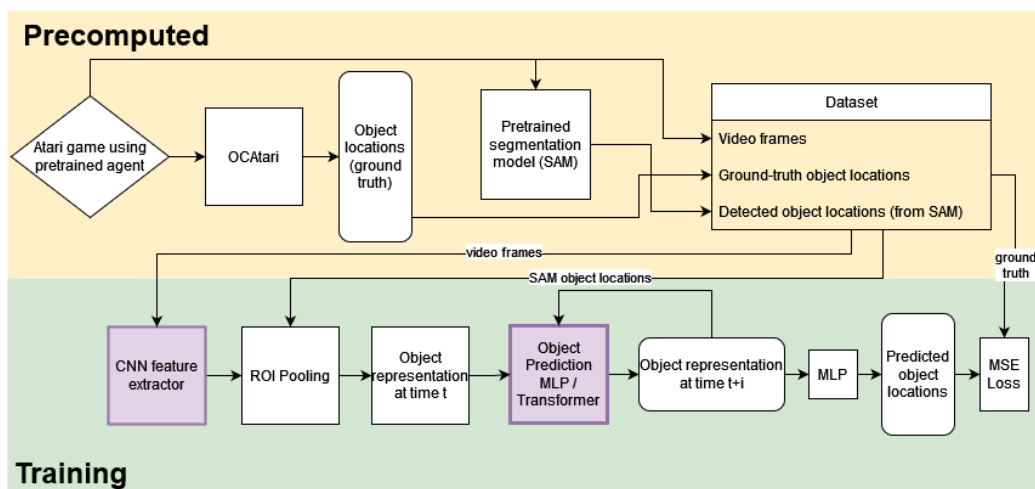 Precomputed
Atari game using
pretrained agent
OCAtari
Object
locations
(ground
truth)
Pretrained
segmentation
model (SAM)
Dataset
Video frames
Ground-truth object locations
Detected object locations (from SAM)
video frames
SAM object locations
ground
truth
CNN feature
extractor
ROI Pooling
Object
representation
at time t
Object
Prediction
MLP /
Transformer
Object representation
at time t+i
MLP
Predicted
object
locations
MSE
Loss
Training